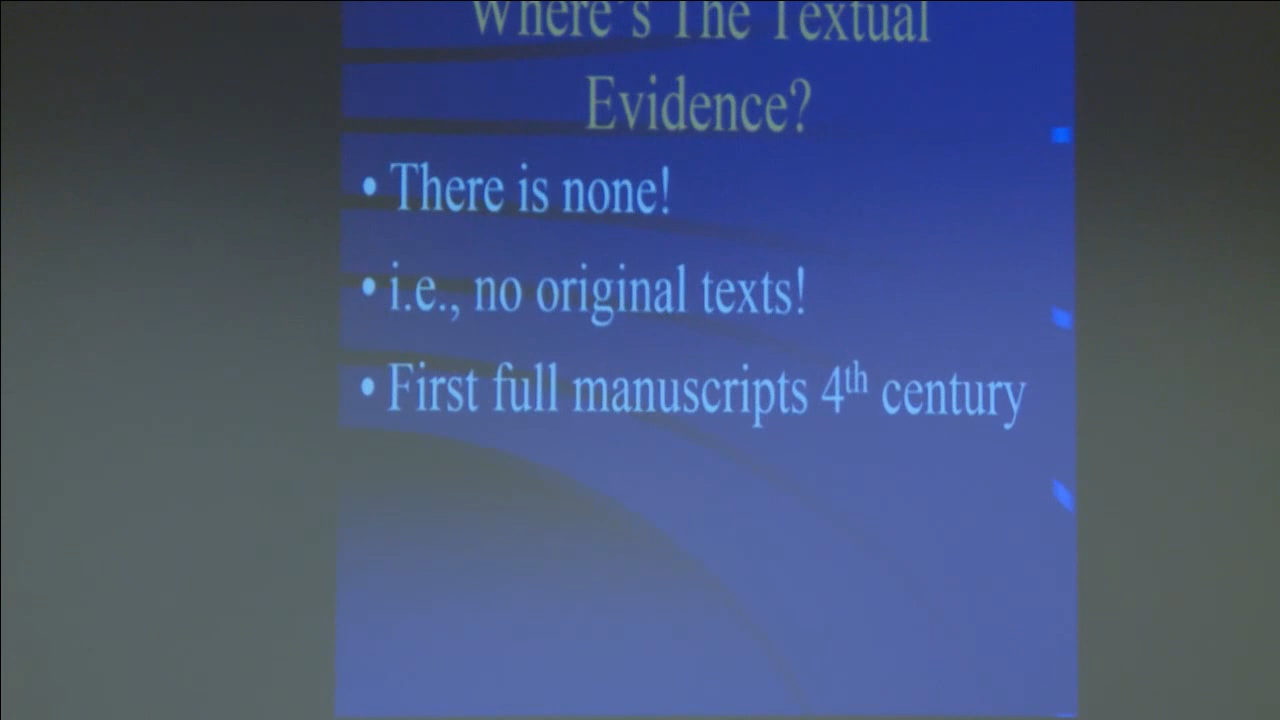 Where's The Textual
Evidence?
• There is none!
• i.e., no original texts!
• First full manuscripts 4th century